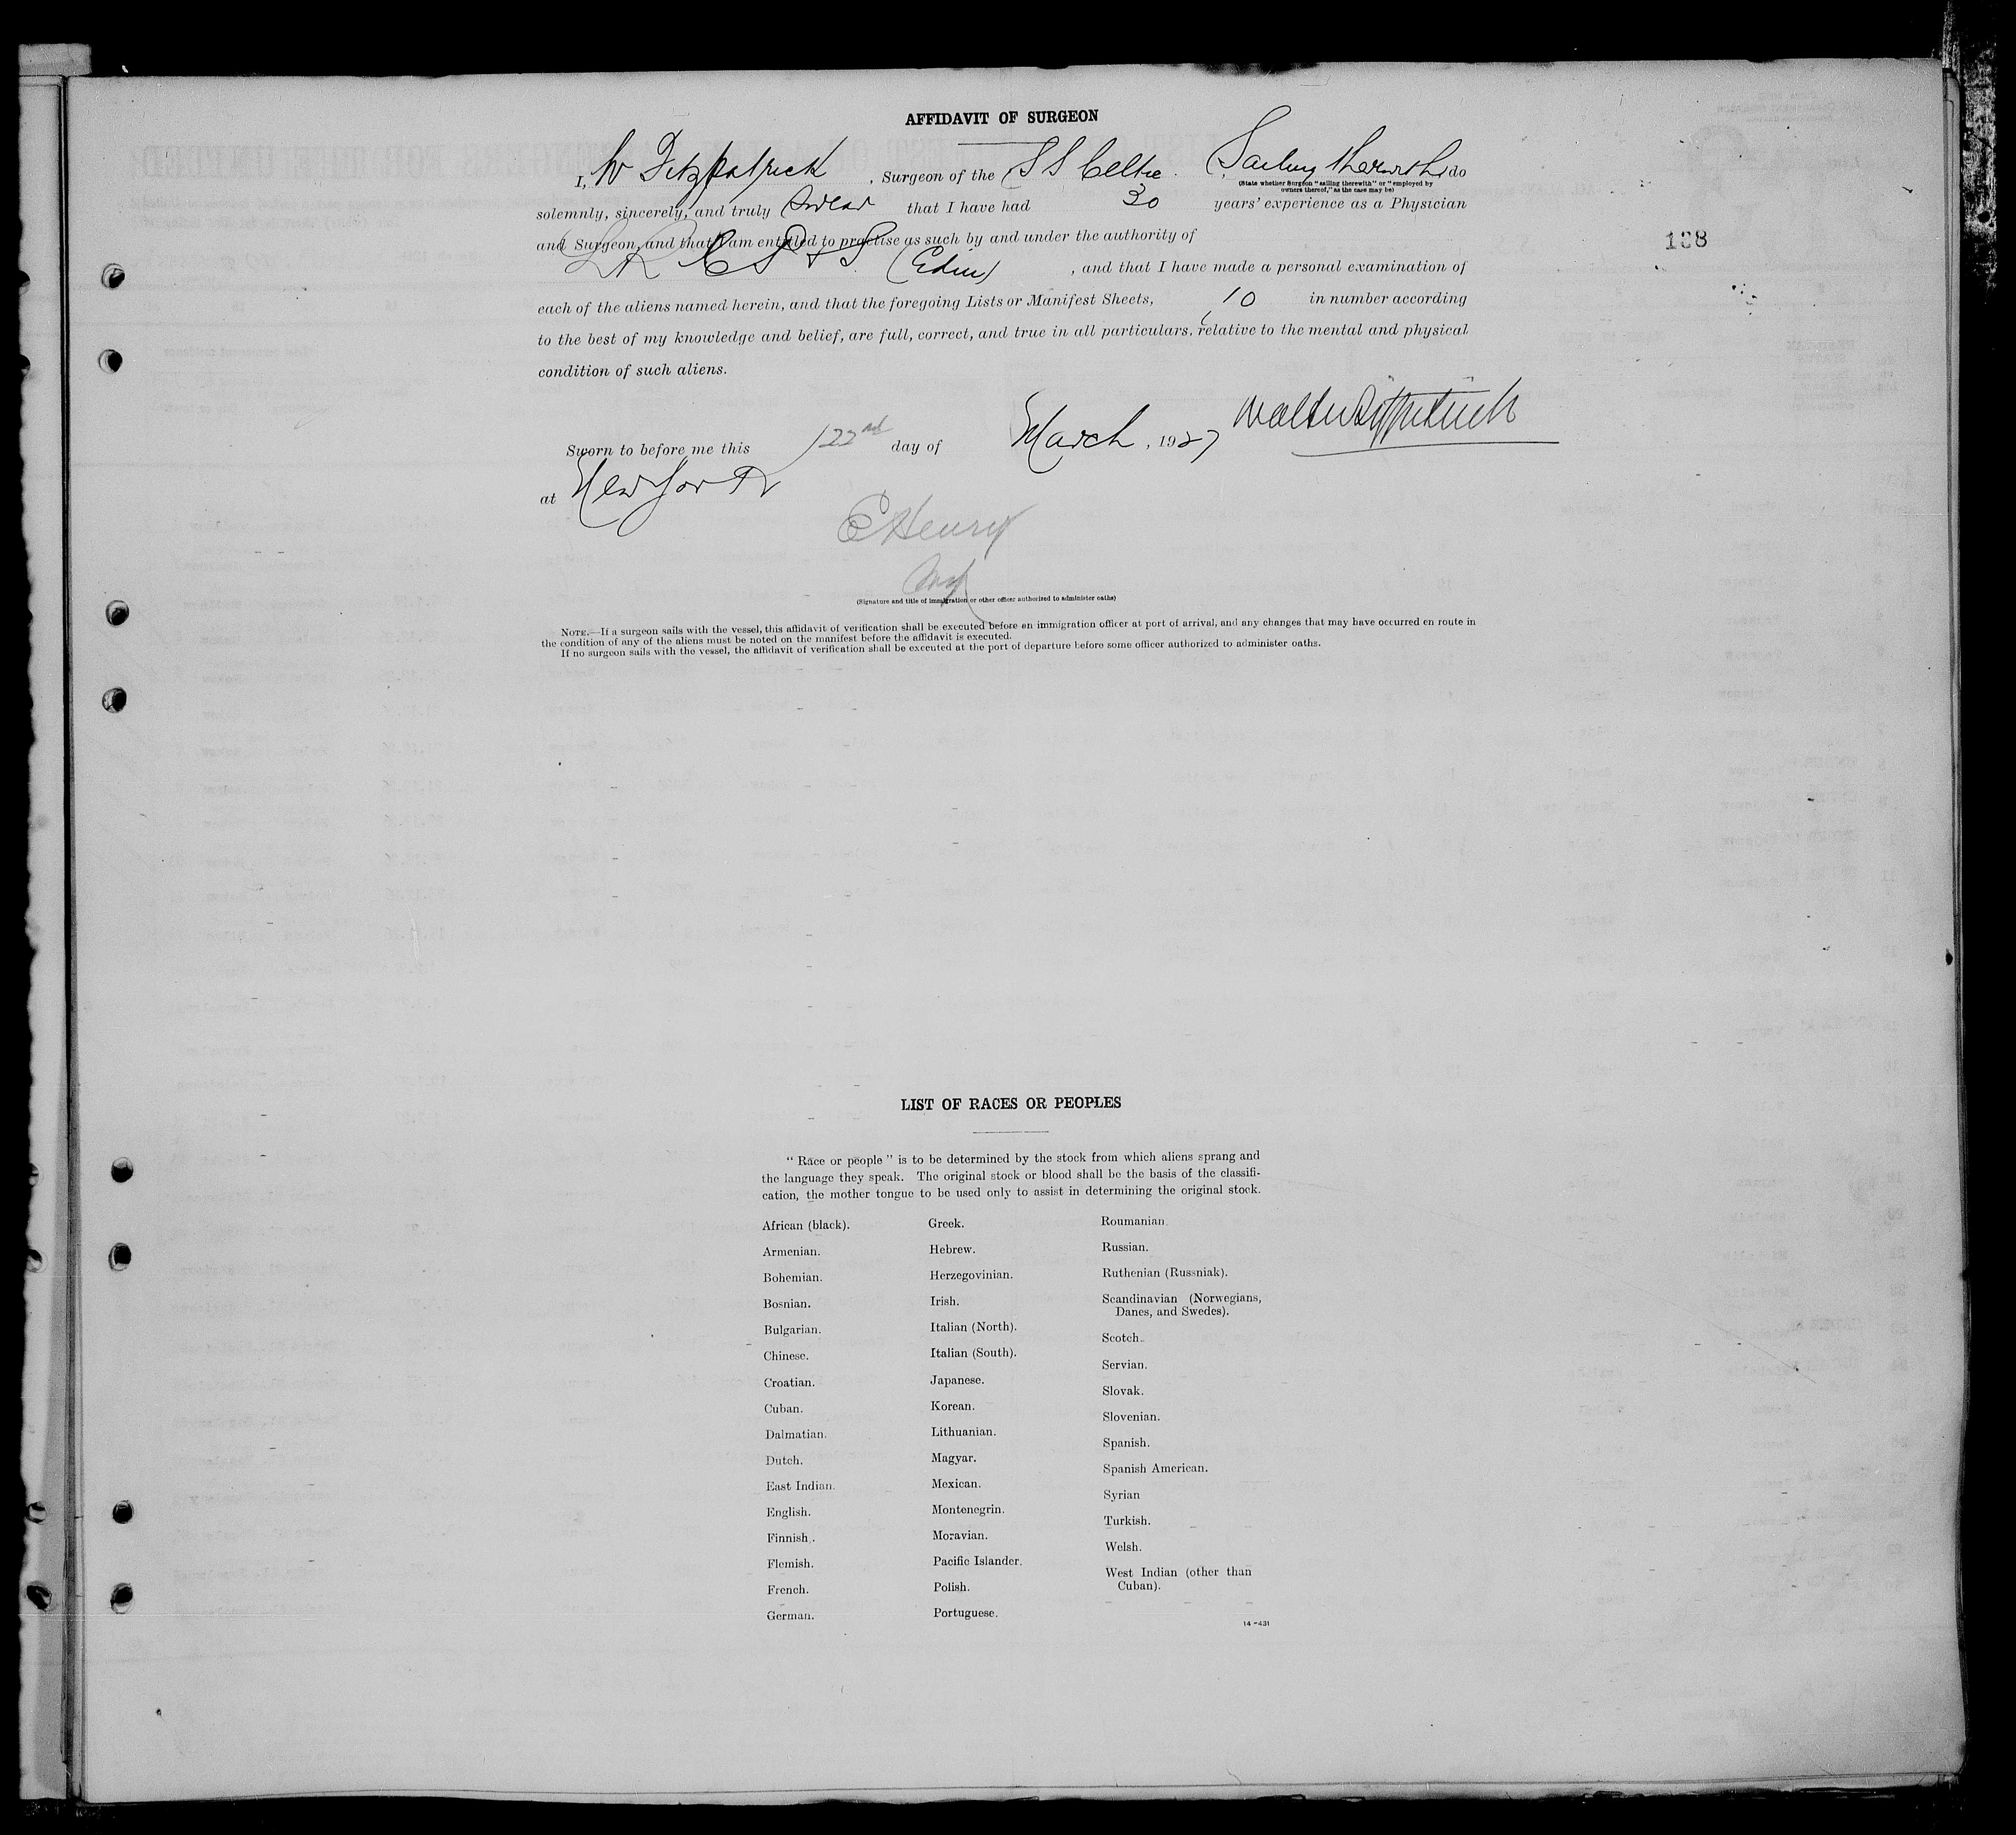 AFFIDAVIT OF SURGEON
I, W Fitzpatrick, Surgeon of the S S Celtic. Sailing therewith do
(State whether Surgeon "sailing therewith" or "employed by
owners thereof," as the case may be)
solemnly, sincerely, and truly swear that I have had 30 years' experience as a Physician
and Surgeon, and that I am entitled to practise as such by and under the authority of
L R C P & S (Edin), and that I have made a personal examination of
138
each of the aliens named herein, and that the foregoing Lists or Manifest Sheets, 10 in number according
to the best of my knowledge and belief, are full, correct, and true in all particulars, relative to the mental and physical
condition of such aliens.
Walter Fitzpatrick
Sworn to before me this 22nd day of March, 1927
at New York
E Henry
(Signature and title of immigration or other officer authorized to administer oaths)
NOTE.—If a surgeon sails with the vessel, this affidavit of verification shall be executed before an immigration officer at port of arrival, and any changes that may have occurred en route in
the condition of any of the aliens must be noted on the manifest before the affidavit is executed.
If no surgeon sails with the vessel, the affidavit of verification shall be executed at the port of departure before some officer authorized to administer oaths.
LIST OF RACES OR PEOPLES
"Race or people" is to be determined by the stock from which aliens sprang and
the language they speak. The original stock or blood shall be the basis of the classifi-
cation, the mother tongue to be used only to assist in determining the original stock.
African (black).
Armenian.
Bohemian.
Bosnian.
Bulgarian.
Chinese.
Croatian.
Cuban.
Dalmatian.
Dutch.
East Indian.
English.
Finnish.
Flemish.
French.
German.
Greek.
Hebrew.
Herzegovinian.
Irish.
Italian (North).
Italian (South).
Japanese.
Korean.
Lithuanian.
Magyar.
Mexican.
Montenegrin.
Moravian.
Pacific Islander.
Polish.
Portuguese.
Roumanian.
Russian.
Ruthenian (Russniak).
Scandinavian (Norwegians,
Danes, and Swedes).
Scotch.
Servian.
Slovak.
Slovenian.
Spanish.
Spanish American.
Syrian
Turkish.
Welsh.
West Indian (other than
Cuban).
14-431